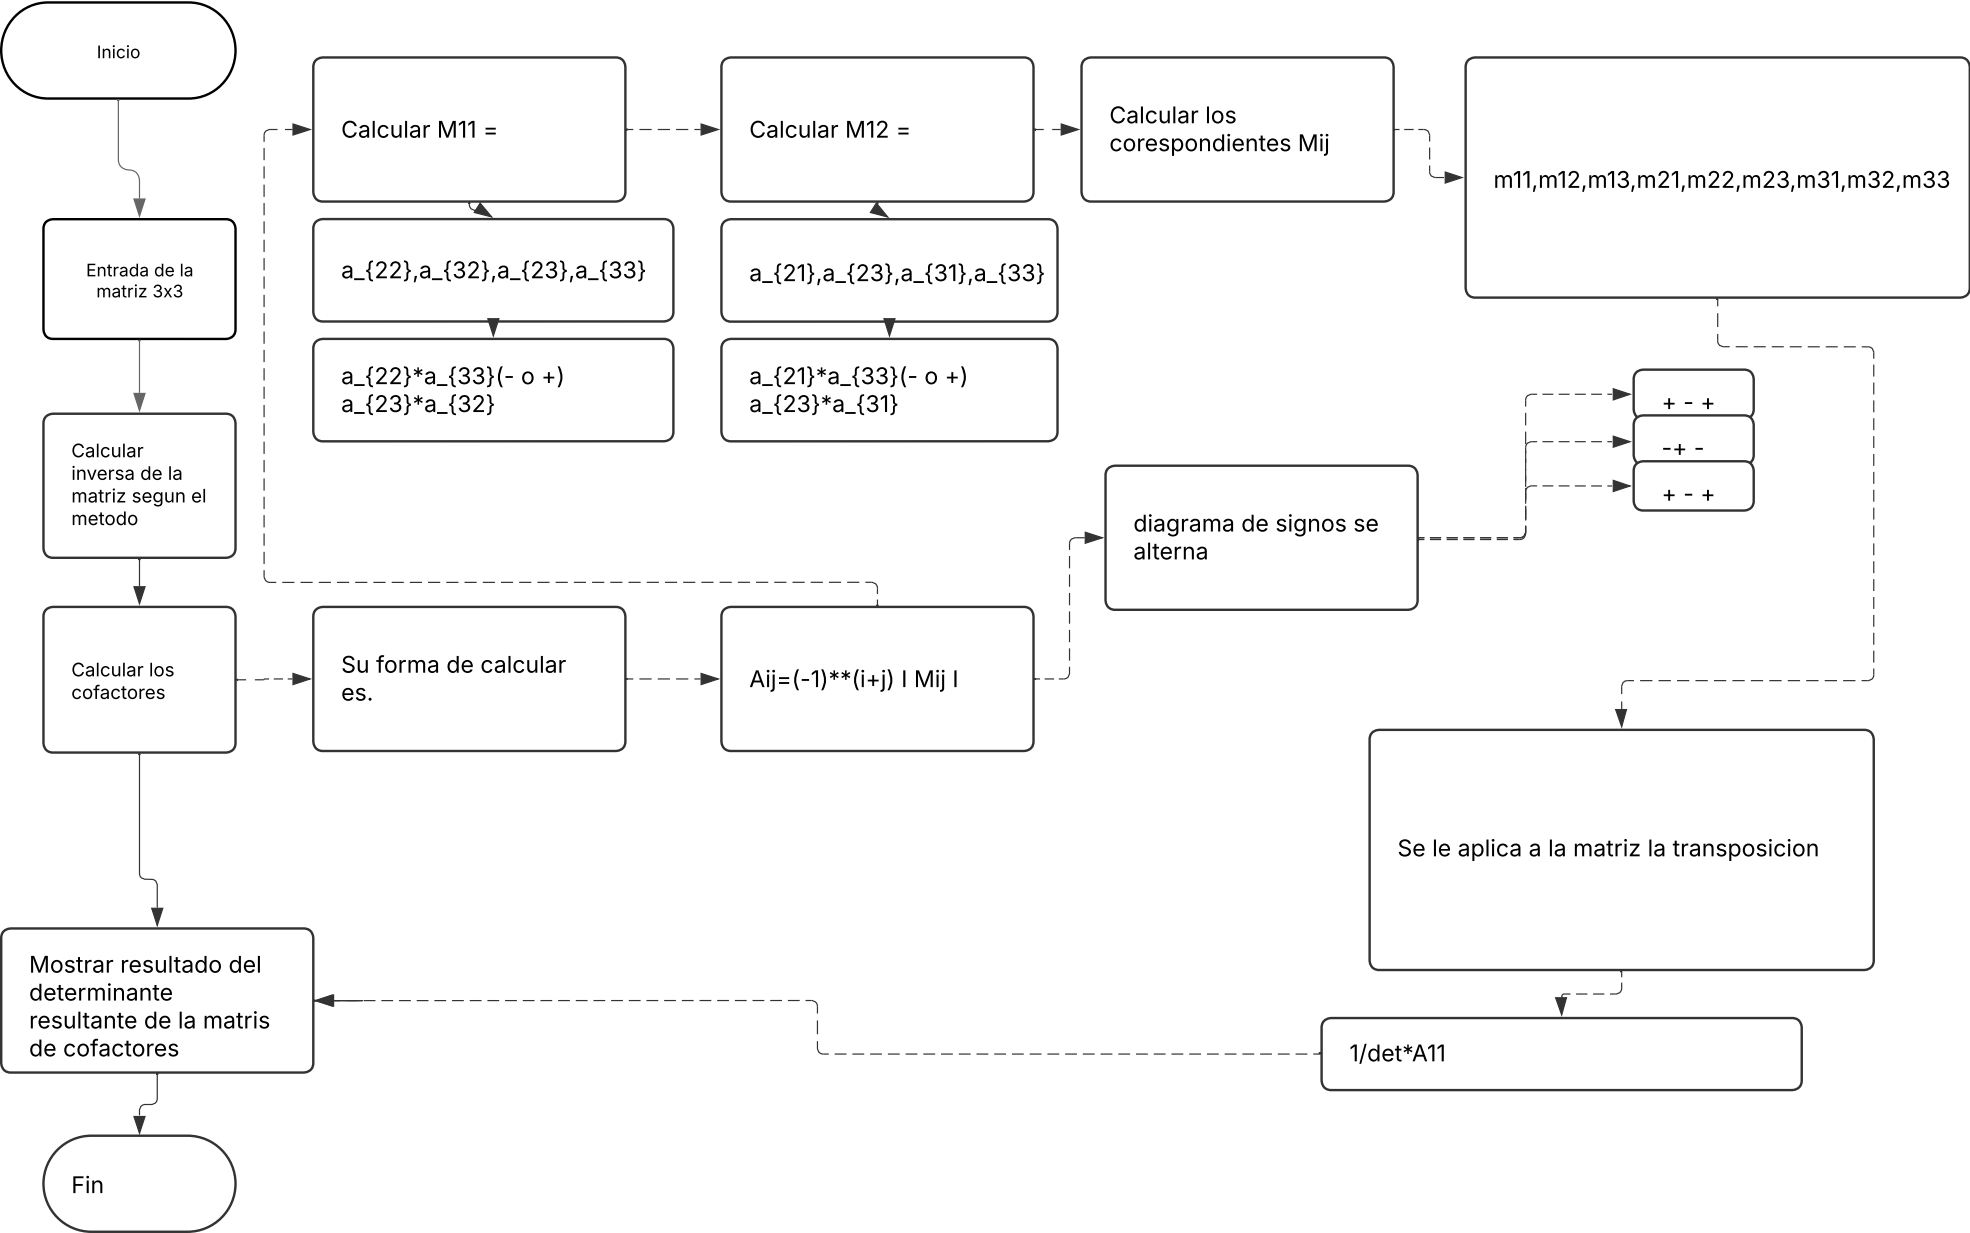 Inicio
Entrada de la
matriz 3x3
Calcular
inversa de la
matriz segun el
metodo
Calcular los
cofactores
Su forma de calcular
es.
Aij=(-1)**(i+j) I Mij I
Calcular M11 =
a_{22},a_{32},a_{23},a_{33}
a_{22}*a_{33}(- o +)
a_{23}*a_{32}
Calcular M12 =
a_{21},a_{23},a_{31},a_{33}
a_{21}*a_{33}(- o +)
a_{23}*a_{31}
Calcular los
corespondientes Mij
m11,m12,m13,m21,m22,m23,m31,m32,m33
diagrama de signos se
alterna
+ - +
-+ -
+ - +
Se le aplica a la matriz la transposicion
1/det*A11
Mostrar resultado del
determinante
resultante de la matris
de cofactores
Fin